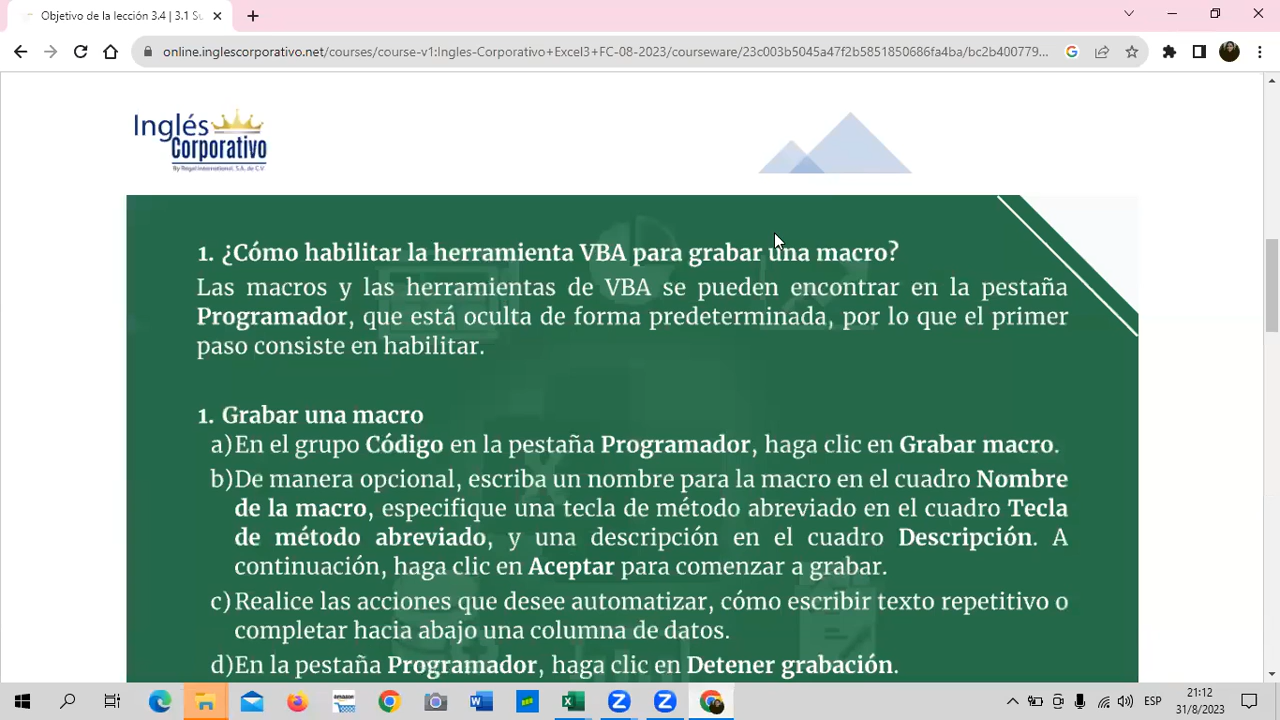 Objetivo de la lección 3.4 | 3.1 Su
online.inglescorporativo.net/courses/course-v1:Ingles-Corporativo+Excel3+FC-08-2023/courseware/23c003b5045a47f2b5851850686fa4ba/bc2b400779...
Inglés
Corporativo
By Regal International, S.A. de C.V
1. ¿Cómo habilitar la herramienta VBA para grabar una macro?
Las macros y las herramientas de VBA se pueden encontrar en la pestaña
Programador, que está oculta de forma predeterminada, por lo que el primer
paso consiste en habilitar.
1. Grabar una macro
a) En el grupo Código en la pestaña Programador, haga clic en Grabar macro.
b) De manera opcional, escriba un nombre para la macro en el cuadro Nombre
de la macro, especifique una tecla de método abreviado en el cuadro Tecla
de método abreviado, y una descripción en el cuadro Descripción. A
continuación, haga clic en Aceptar para comenzar a grabar.
c) Realice las acciones que desee automatizar, cómo escribir texto repetitivo o
completar hacia abajo una columna de datos.
d) En la pestaña Programador, haga clic en Detener grabación.
ESP
21:12
31/8/2023